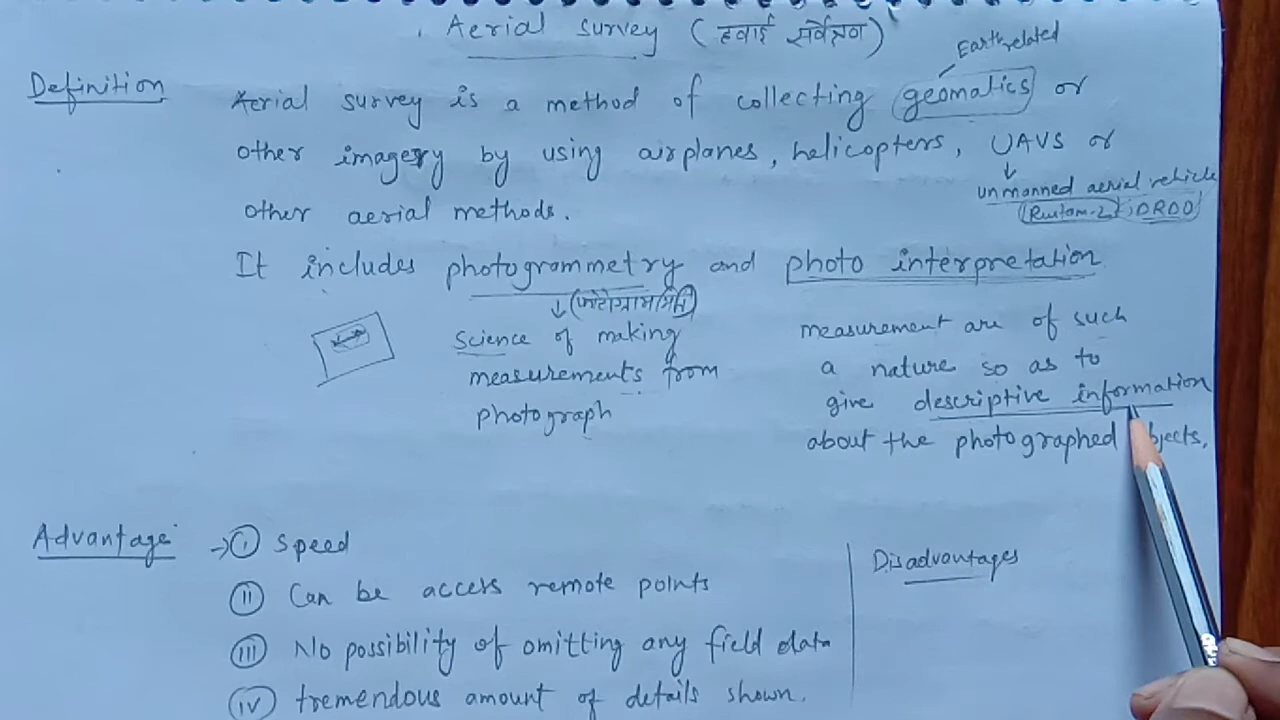 Aerial survey (हवाई सर्वेक्षण)
Earth related
Definition
Aerial survey is a method of collecting geomatics or
other imagery by using airplanes, helicopters, UAVS or
unmanned aerial vehicle
other aerial methods.
Rustom-2 : DRDO
It includes photogrammetry and photo interpretation
(फोटोग्राममिति)
Science of making
measurements from
photograph
measurement are of such
a nature so as to
give descriptive information
about the photographed objects,
Advantage → (i) Speed
(ii) Can be access remote points
(iii) No possibility of omitting any field data
(iv) tremendous amount of details shown.
Disadvantages